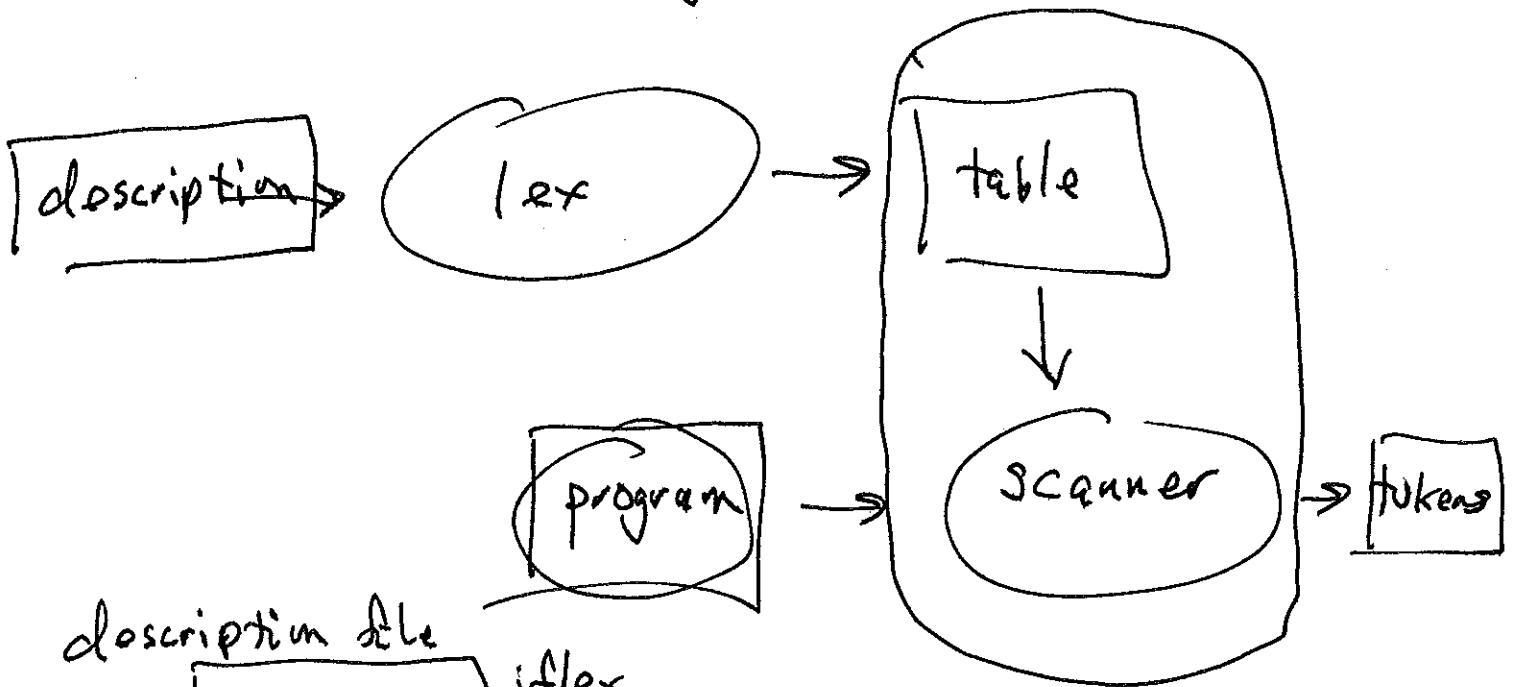 description lex table
program scanner tokens
description file
jflex